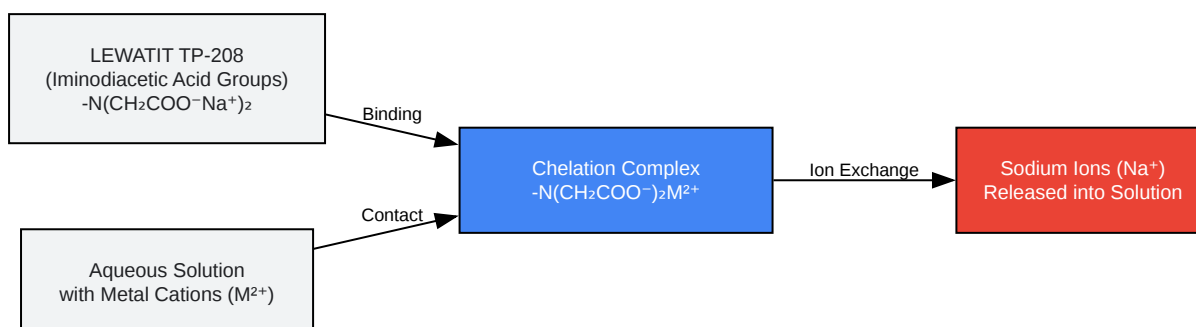 LEWATIT TP-208
(Iminodiacetic Acid Groups)
-N(CH₂COO⁻Na⁺)₂
Binding
Aqueous Solution
with Metal Cations (M²⁺)
Contact
Chelation Complex
-N(CH₂COO⁻)₂M²⁺
Ion Exchange
Sodium Ions (Na⁺)
Released into Solution